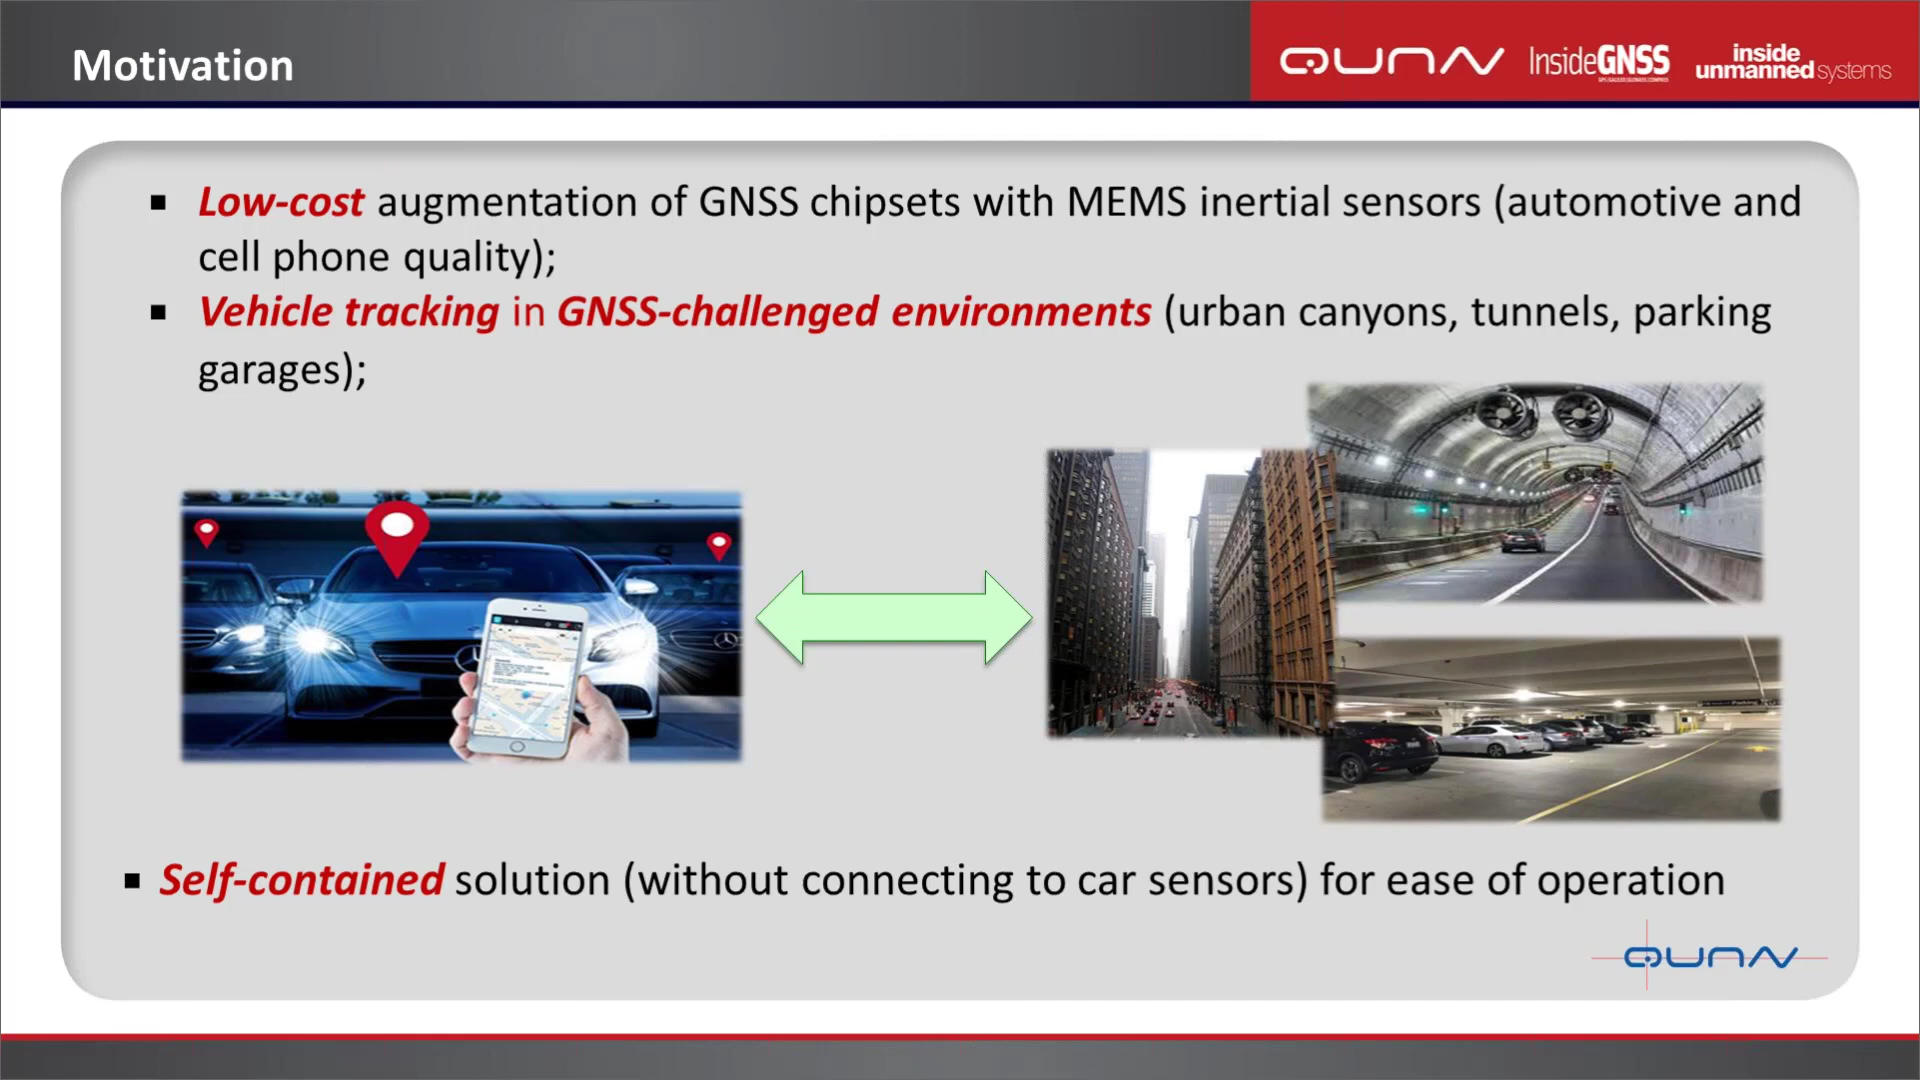 Motivation
QUNAV
InsideGNSS
inside
unmanned systems
▪ Low-cost augmentation of GNSS chipsets with MEMS inertial sensors (automotive and
cell phone quality);
▪ Vehicle tracking in GNSS-challenged environments (urban canyons, tunnels, parking
garages);
▪ Self-contained solution (without connecting to car sensors) for ease of operation
QUNAV